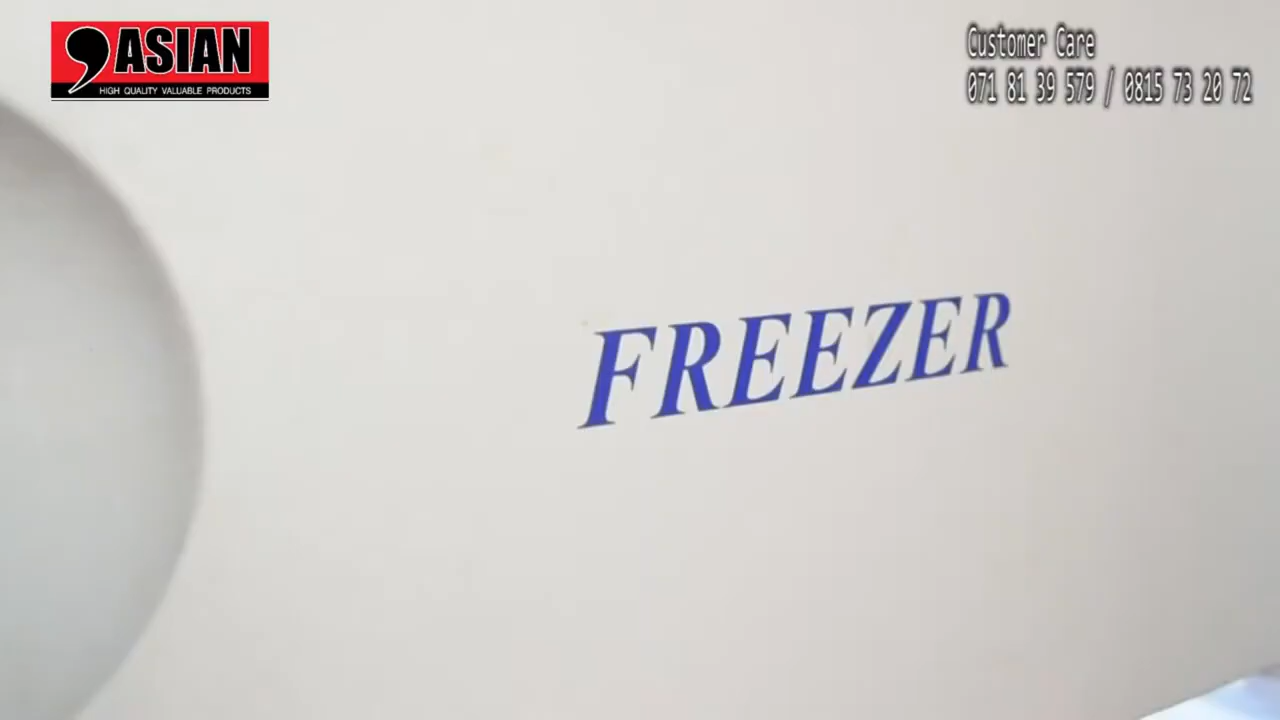 ASIAN
HIGH QUALITY VALUABLE PRODUCTS
Customer Care
071 81 39 579 / 0815 73 20 72
FREEZER